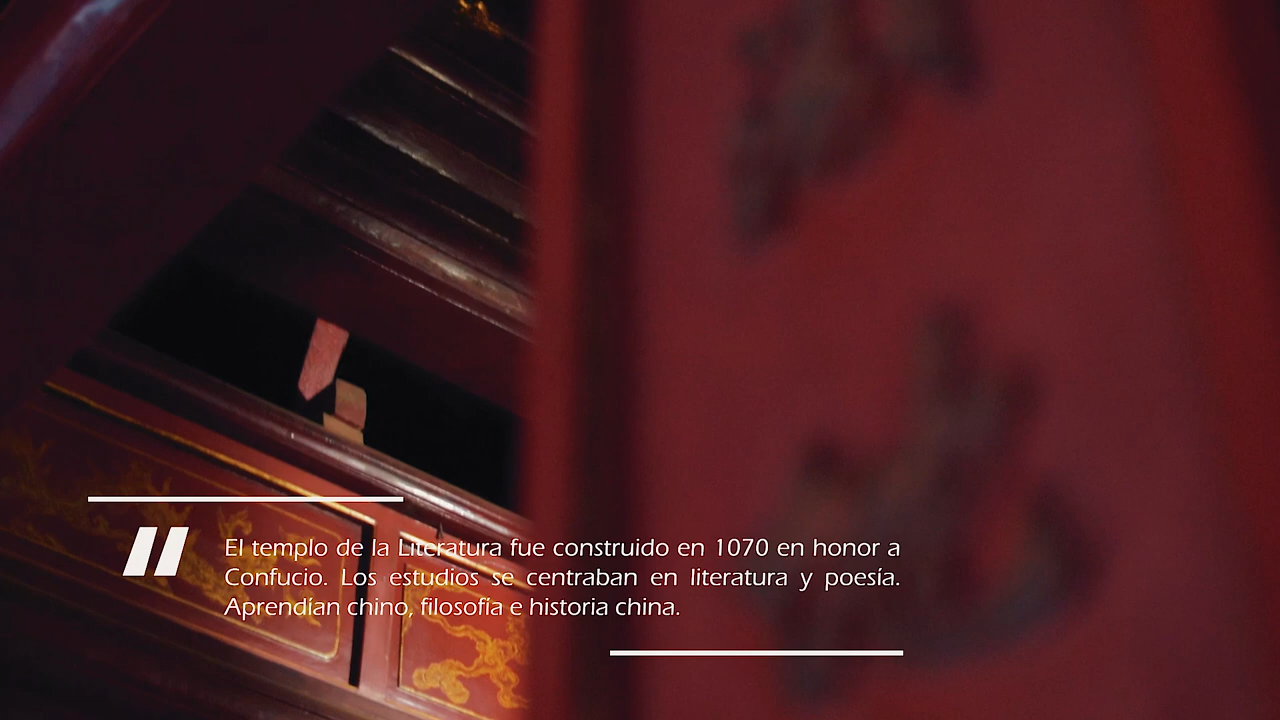 El templo de la Literatura fue construido en 1070 en honor a
Confucio. Los estudios se centraban en literatura y poesía.
Aprendían chino, filosofía e historia china.